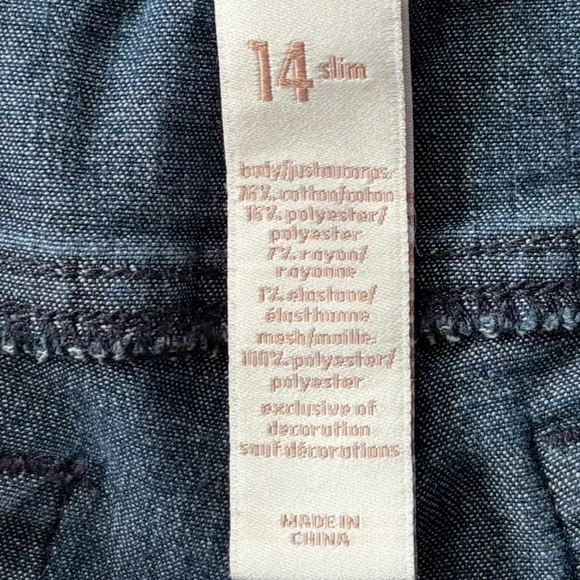 14 slim
body/justaucorps:
76% cotton/coton
16% polyester/
polyester
7% rayon/
rayonne
1% elastane/
élasthanne
mesh/maille:
100% polyester/
polyester
exclusive of
decoration
sauf décorations
MADE IN
CHINA